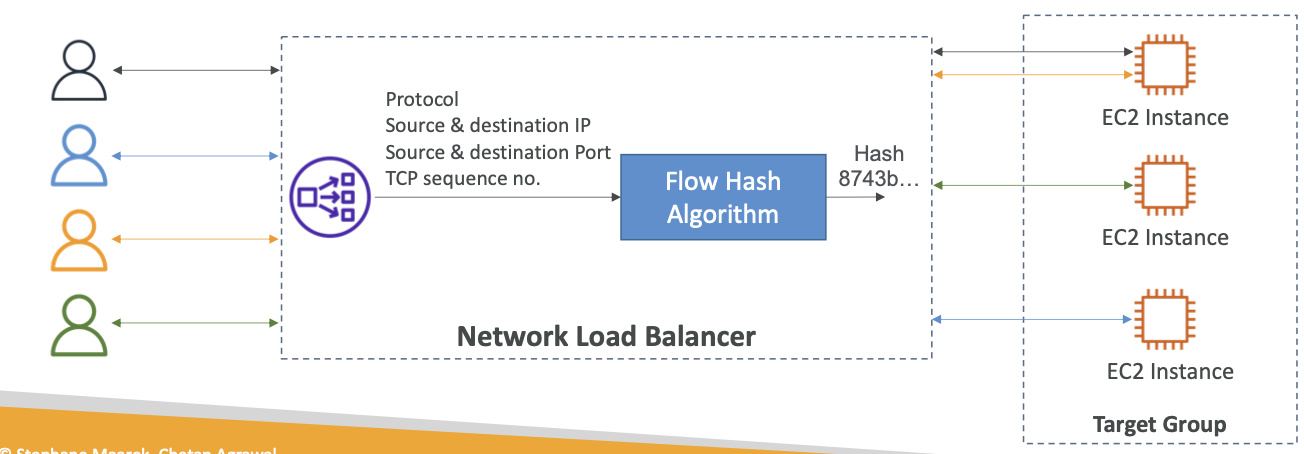 Protocol
Source & destination IP
Source & destination Port
TCP sequence no.
Flow Hash
Algorithm
Hash
8743b...
Network Load Balancer
EC2 Instance
EC2 Instance
EC2 Instance
Target Group
© Stephane Maarek, Chetan Agrawal